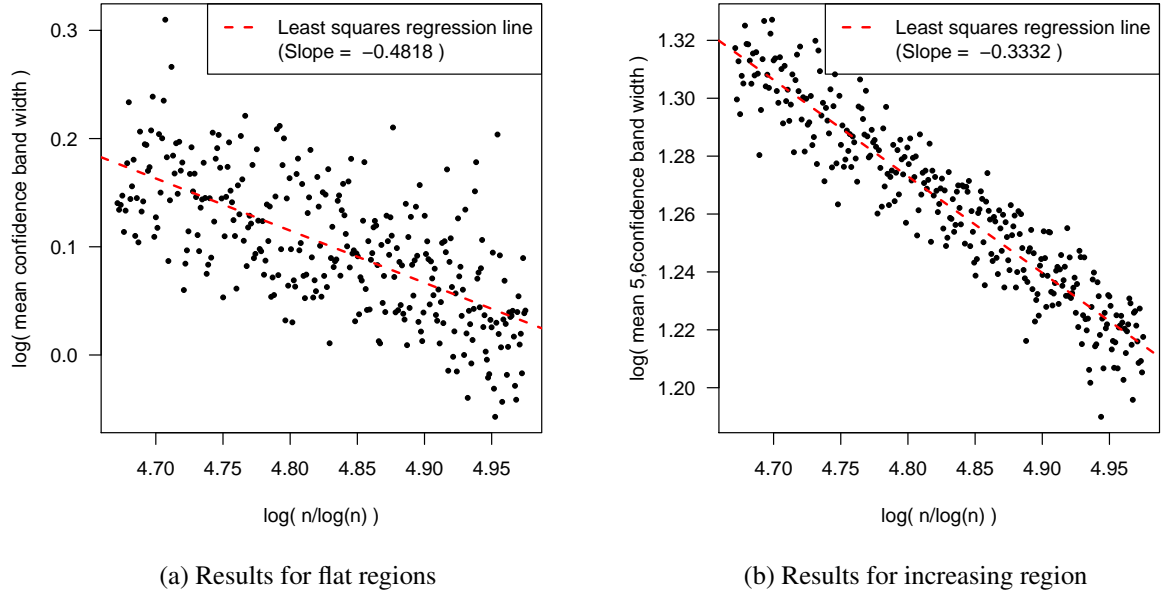 log( mean confidence band width )
0.3
0.2
0.1
0.0
Least squares regression line
(Slope = −0.4818 )
4.70 4.75 4.80 4.85 4.90 4.95
log( n/log(n) )
(a) Results for flat regions
log( mean 5,6confidence band width )
1.32
1.30
1.28
1.26
1.24
1.22
1.20
Least squares regression line
(Slope = −0.3332 )
4.70 4.75 4.80 4.85 4.90 4.95
log( n/log(n) )
(b) Results for increasing region